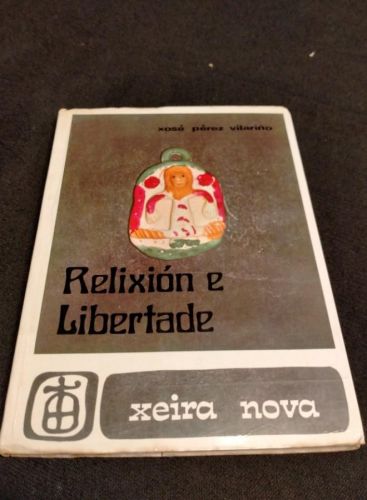 xosé pérez vilariño
Relixión e
Libertade
xeira nova